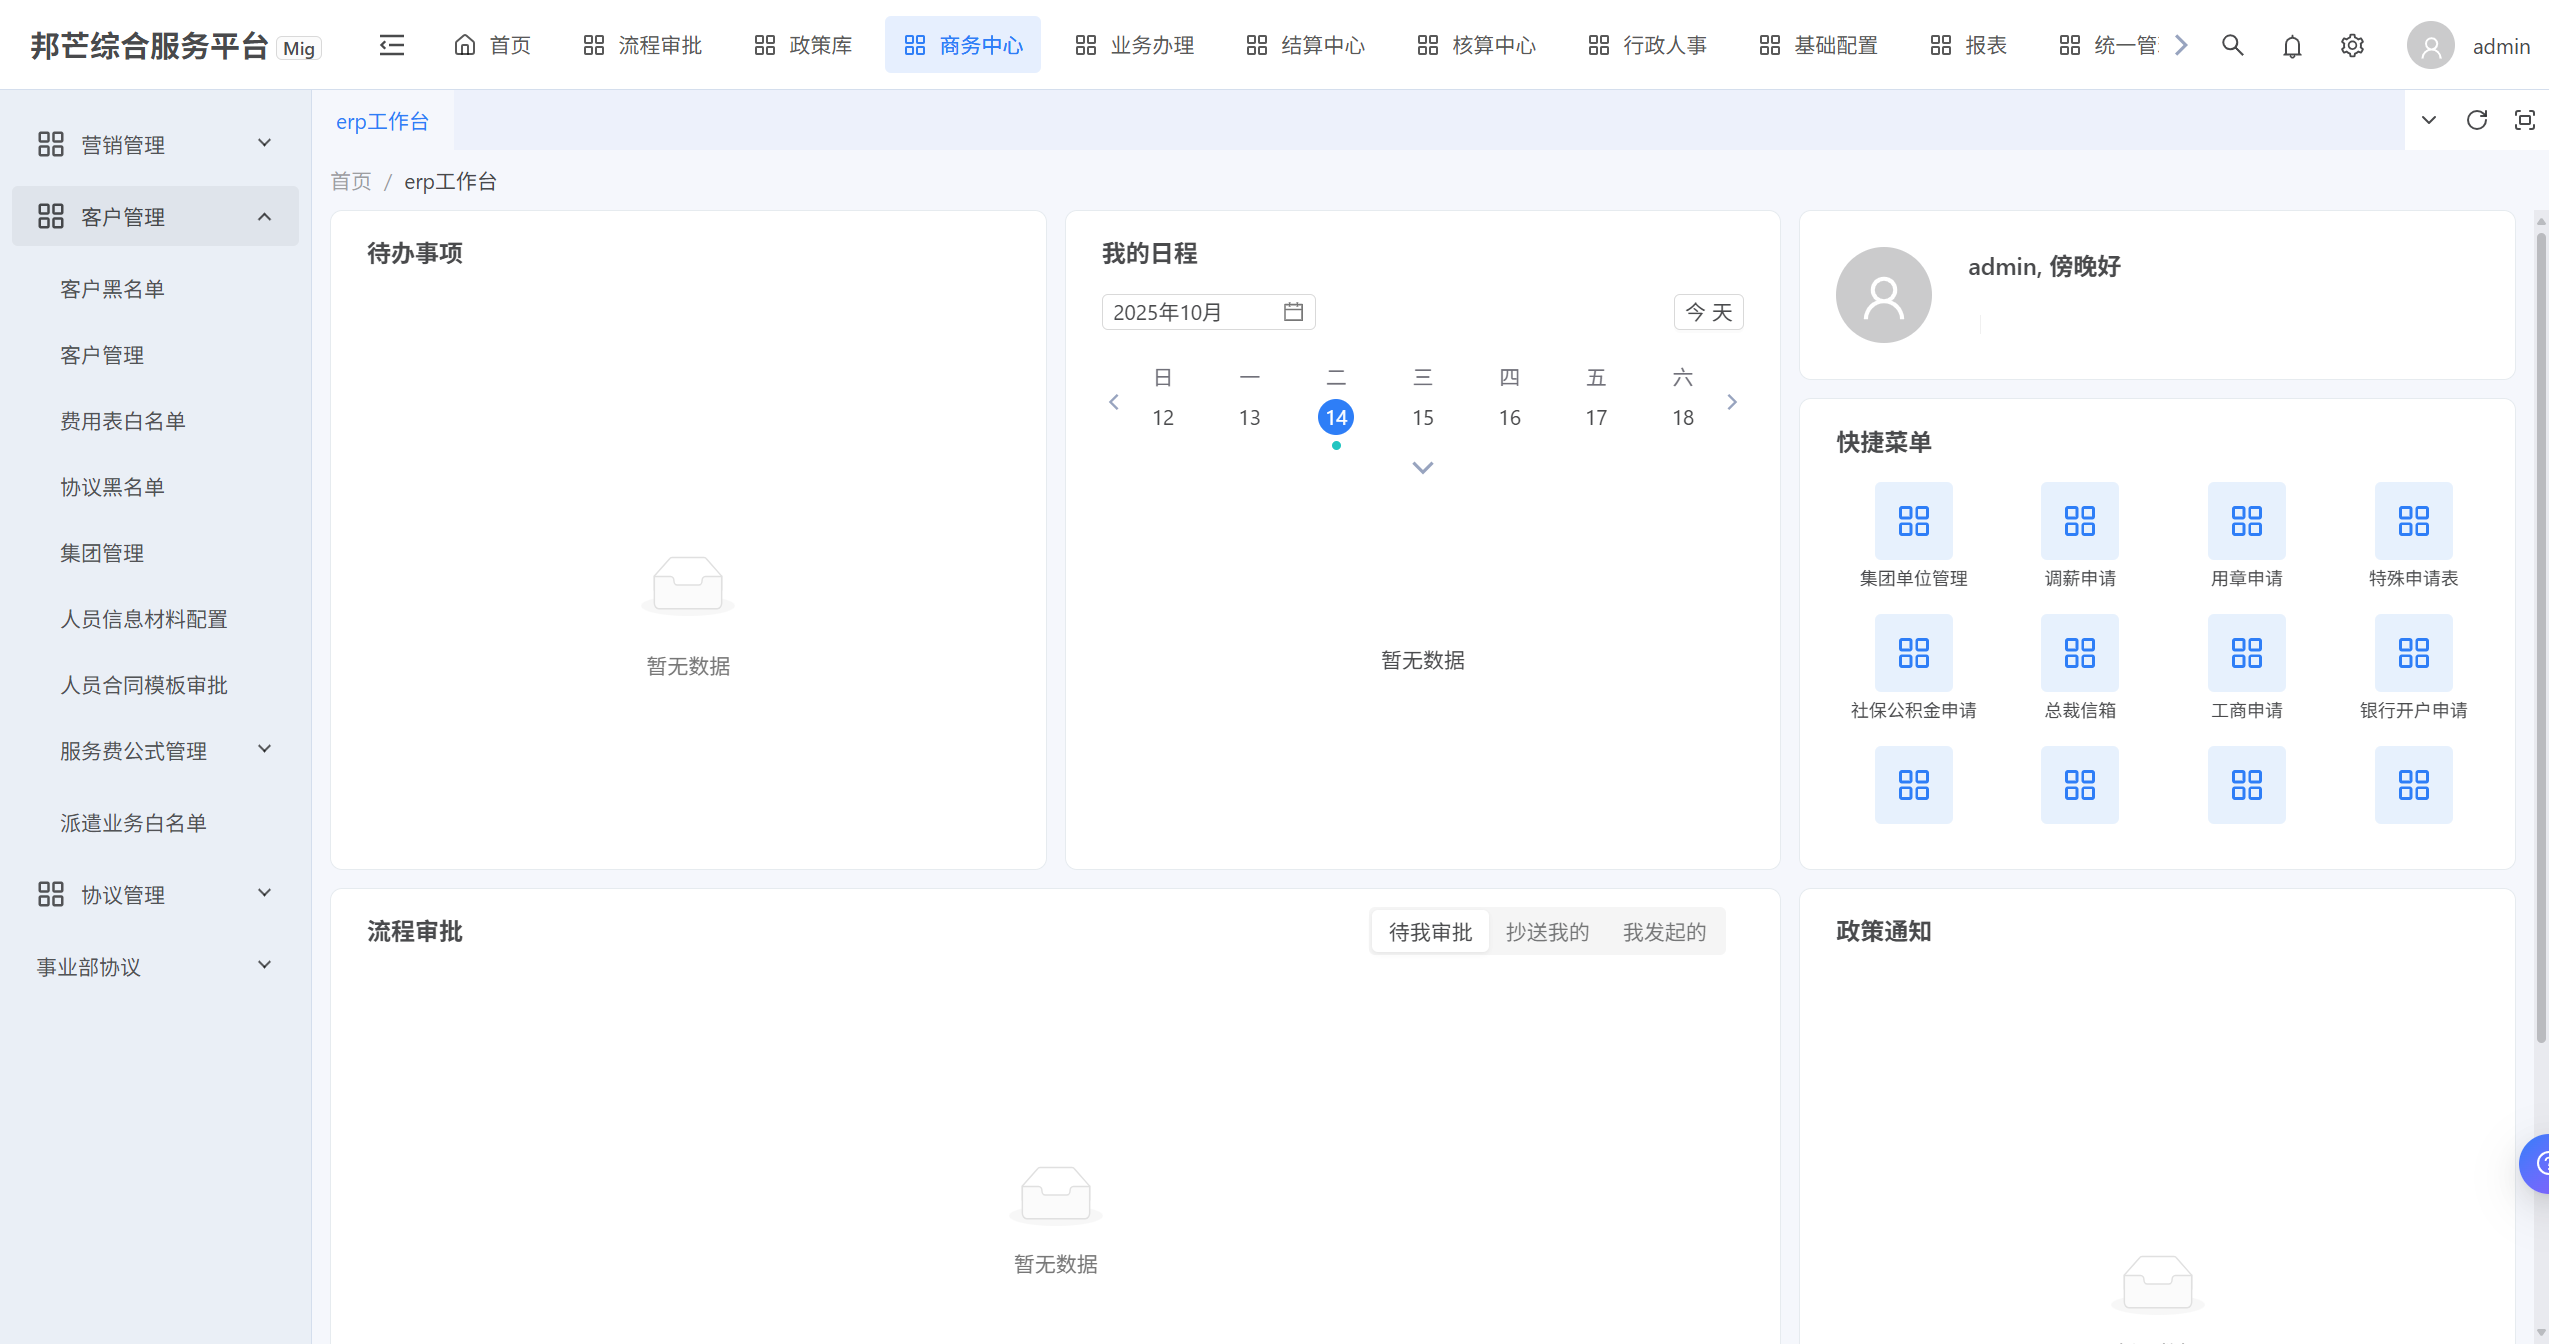 邦芒综合服务平台 Mig
首页 流程审批 政策库 商务中心 业务办理 结算中心 核算中心 行政人事 基础配置 报表 统一管
admin
营销管理
客户管理
客户黑名单
客户管理
费用表白名单
协议黑名单
集团管理
人员信息材料配置
人员合同模板审批
服务费公式管理
派遣业务白名单
协议管理
事业部协议
erp工作台
首页 / erp工作台
待办事项
暂无数据
我的日程
2025年10月
今 天
日 一 二 三 四 五 六
12 13 14 15 16 17 18
暂无数据
admin, 傍晚好
快捷菜单
集团单位管理 调薪申请 用章申请 特殊申请表
社保公积金申请 总裁信箱 工商申请 银行开户申请
流程审批
待我审批 抄送我的 我发起的
暂无数据
政策通知